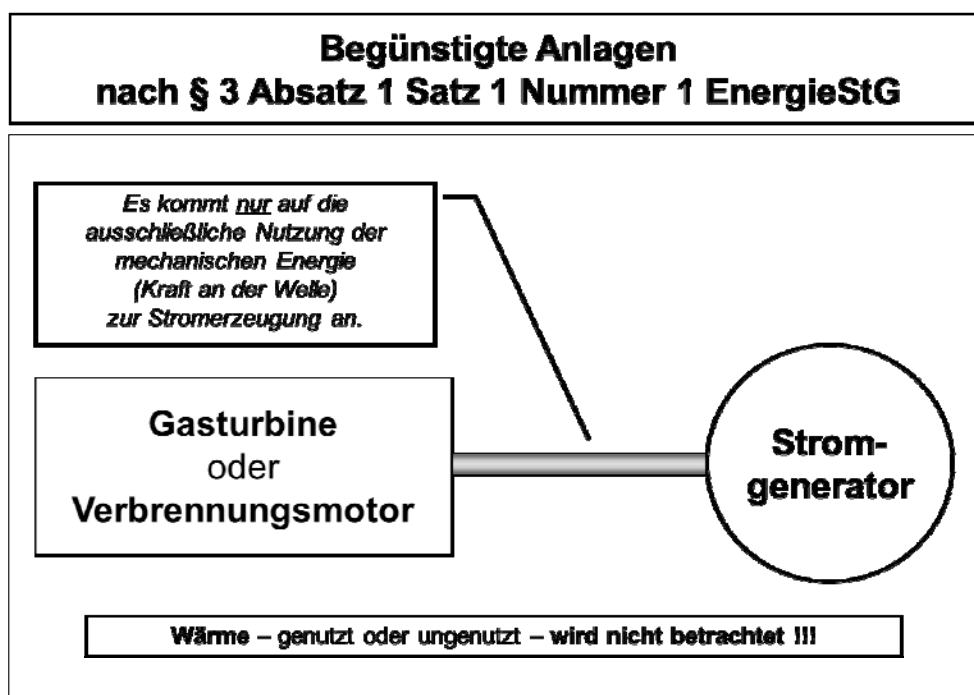 Begünstigte Anlagen
nach § 3 Absatz 1 Satz 1 Nummer 1 EnergieStG
Es kommt nur auf die
ausschließliche Nutzung der
mechanischen Energie
(Kraft an der Welle)
zur Stromerzeugung an.
Gasturbine
oder
Verbrennungsmotor
Strom-
generator
Wärme – genutzt oder ungenutzt – wird nicht betrachtet !!!